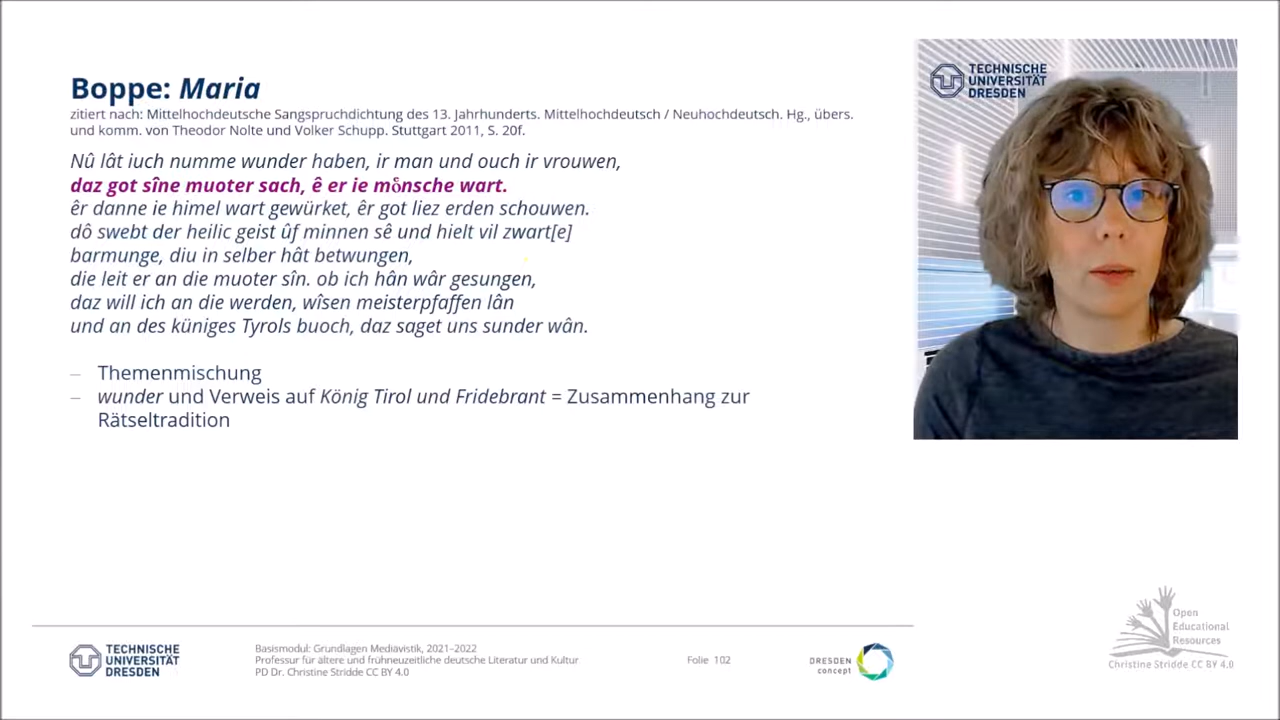 Boppe: Maria
zitiert nach: Mittelhochdeutsche Sangspruchdichtung des 13. Jahrhunderts. Mittelhochdeutsch / Neuhochdeutsch. Hg., übers.
und komm. von Theodor Nolte und Volker Schupp. Stuttgart 2011, S. 20f.
Nû lât iuch numme wunder haben, ir man und ouch ir vrouwen,
daz got sîne muoter sach, ê er ie mo᷍nsche wart.
êr danne ie himel wart gewürket, êr got liez erden schouwen.
dô swebt der heilic geist ûf minnen sê und hielt vil zwart[e]
barmunge, diu in selber hât betwungen,
die leit er an die muoter sîn. ob ich hân wâr gesungen,
daz will ich an die werden, wîsen meisterpfaffen lân
und an des küniges Tyrols buoch, daz saget uns sunder wân.
– Themenmischung
– wunder und Verweis auf König Tirol und Fridebrant = Zusammenhang zur
Rätseltradition
TECHNISCHE
UNIVERSITÄT
DRESDEN
TECHNISCHE
UNIVERSITÄT
DRESDEN
Basismodul: Grundlagen Mediävistik, 2021–2022
Professur für ältere und frühneuzeitliche deutsche Literatur und Kultur
PD Dr. Christine Stridde CC BY 4.0
Folie 102
DRESDEN
concept
Open
Educational
Resources
Christine Stridde CC BY 4.0